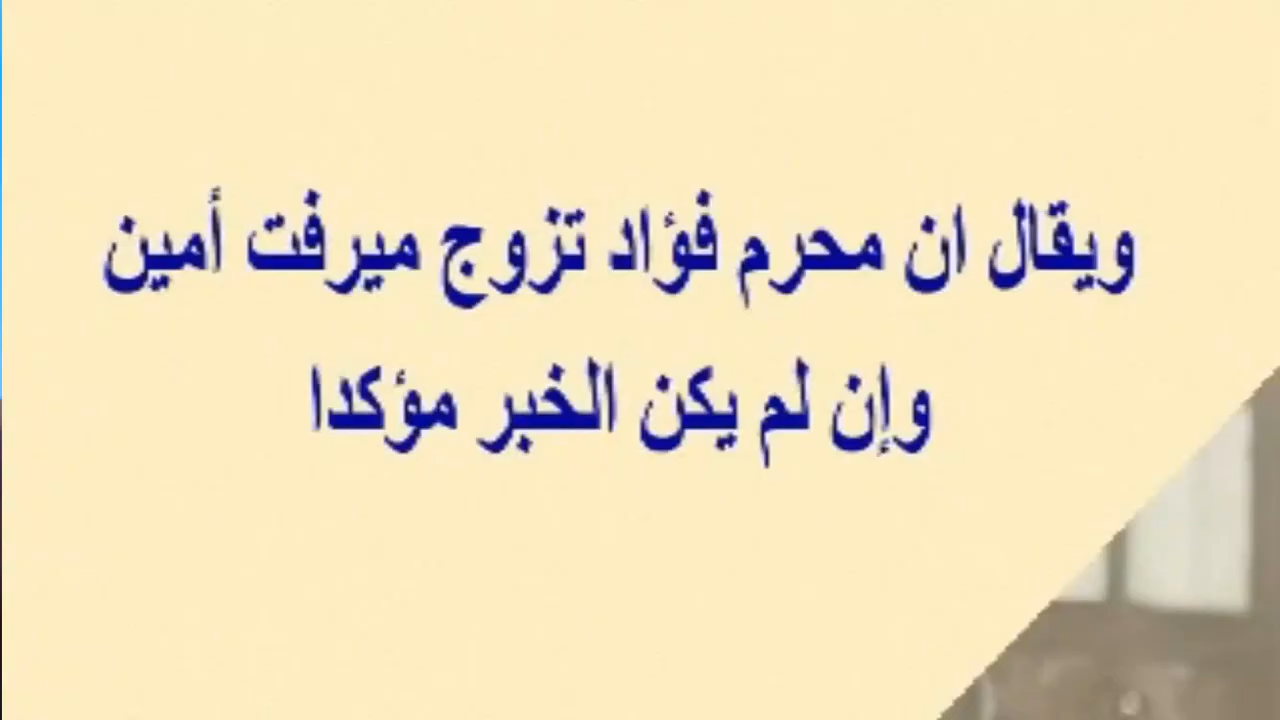 ويقال ان محرم فؤاد تزوج ميرفت أمين
وإن لم يكن الخبر مؤكدا